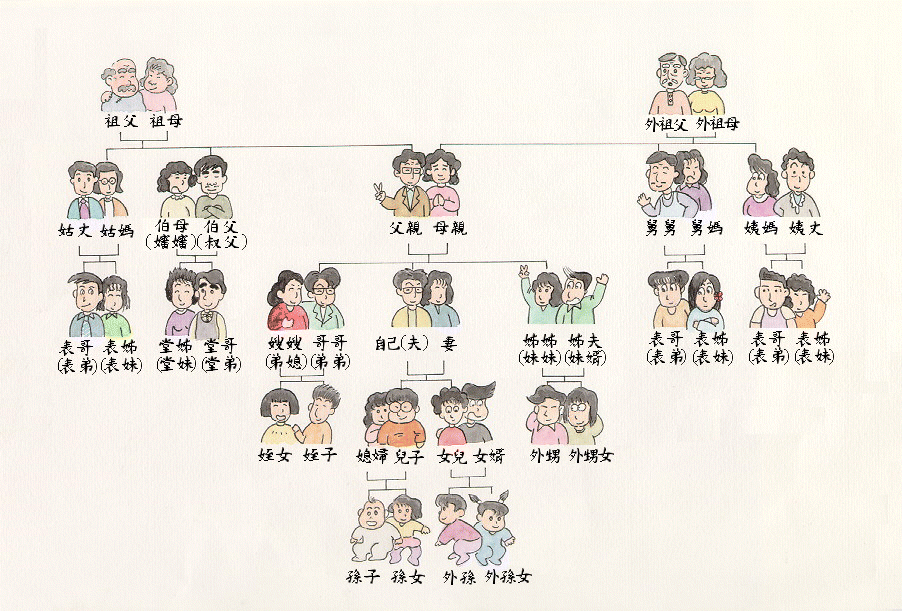 祖父 祖母
外祖父 外祖母
姑丈 姑媽
伯母 伯父
(嬸嬸)(叔父)
父親 母親
舅舅 舅媽
姨媽 姨丈
表哥 表姊
(表弟)(表妹)
堂姊 堂哥
(堂妹)(堂弟)
嫂嫂 哥哥
(弟媳)(弟弟)
自己(夫) 妻
姊姊 姊夫
(妹妹)(妹婿)
表哥 表姊
(表弟)(表妹)
表哥 表姊
(表弟)(表妹)
姪女 姪子
媳婦 兒子
女兒 女婿
外甥 外甥女
孫子 孫女
外孫 外孫女